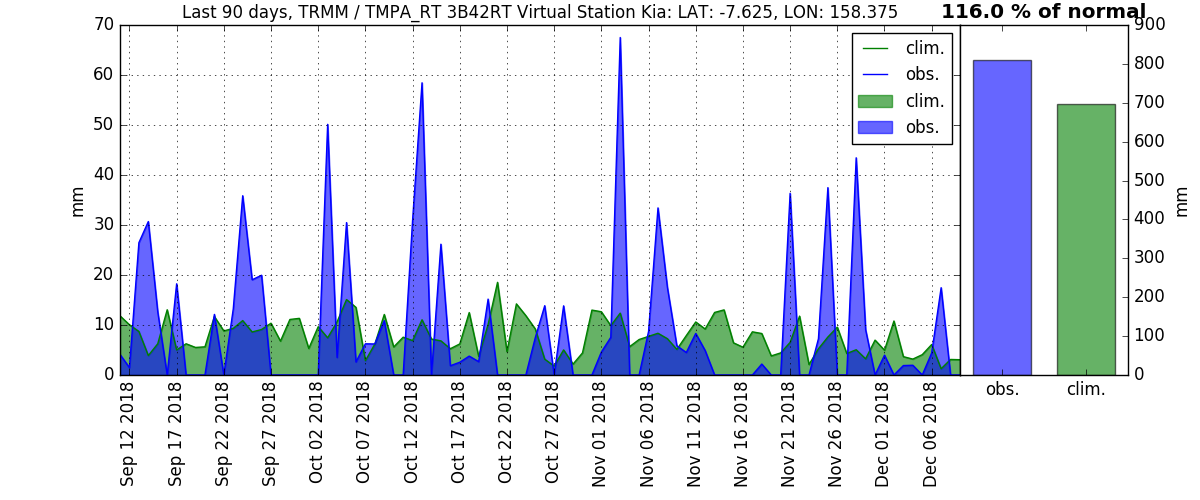 Last 90 days, TRMM / TMPA_RT 3B42RT Virtual Station Kia: LAT: -7.625, LON: 158.375
116.0 % of normal
70
60
50
40
30
20
10
0
mm
clim.
obs.
clim.
obs.
Sep 12 2018
Sep 17 2018
Sep 22 2018
Sep 27 2018
Oct 02 2018
Oct 07 2018
Oct 12 2018
Oct 17 2018
Oct 22 2018
Oct 27 2018
Nov 01 2018
Nov 06 2018
Nov 11 2018
Nov 16 2018
Nov 21 2018
Nov 26 2018
Dec 01 2018
Dec 06 2018
900
800
700
600
500
400
300
200
100
0
mm
obs.
clim.